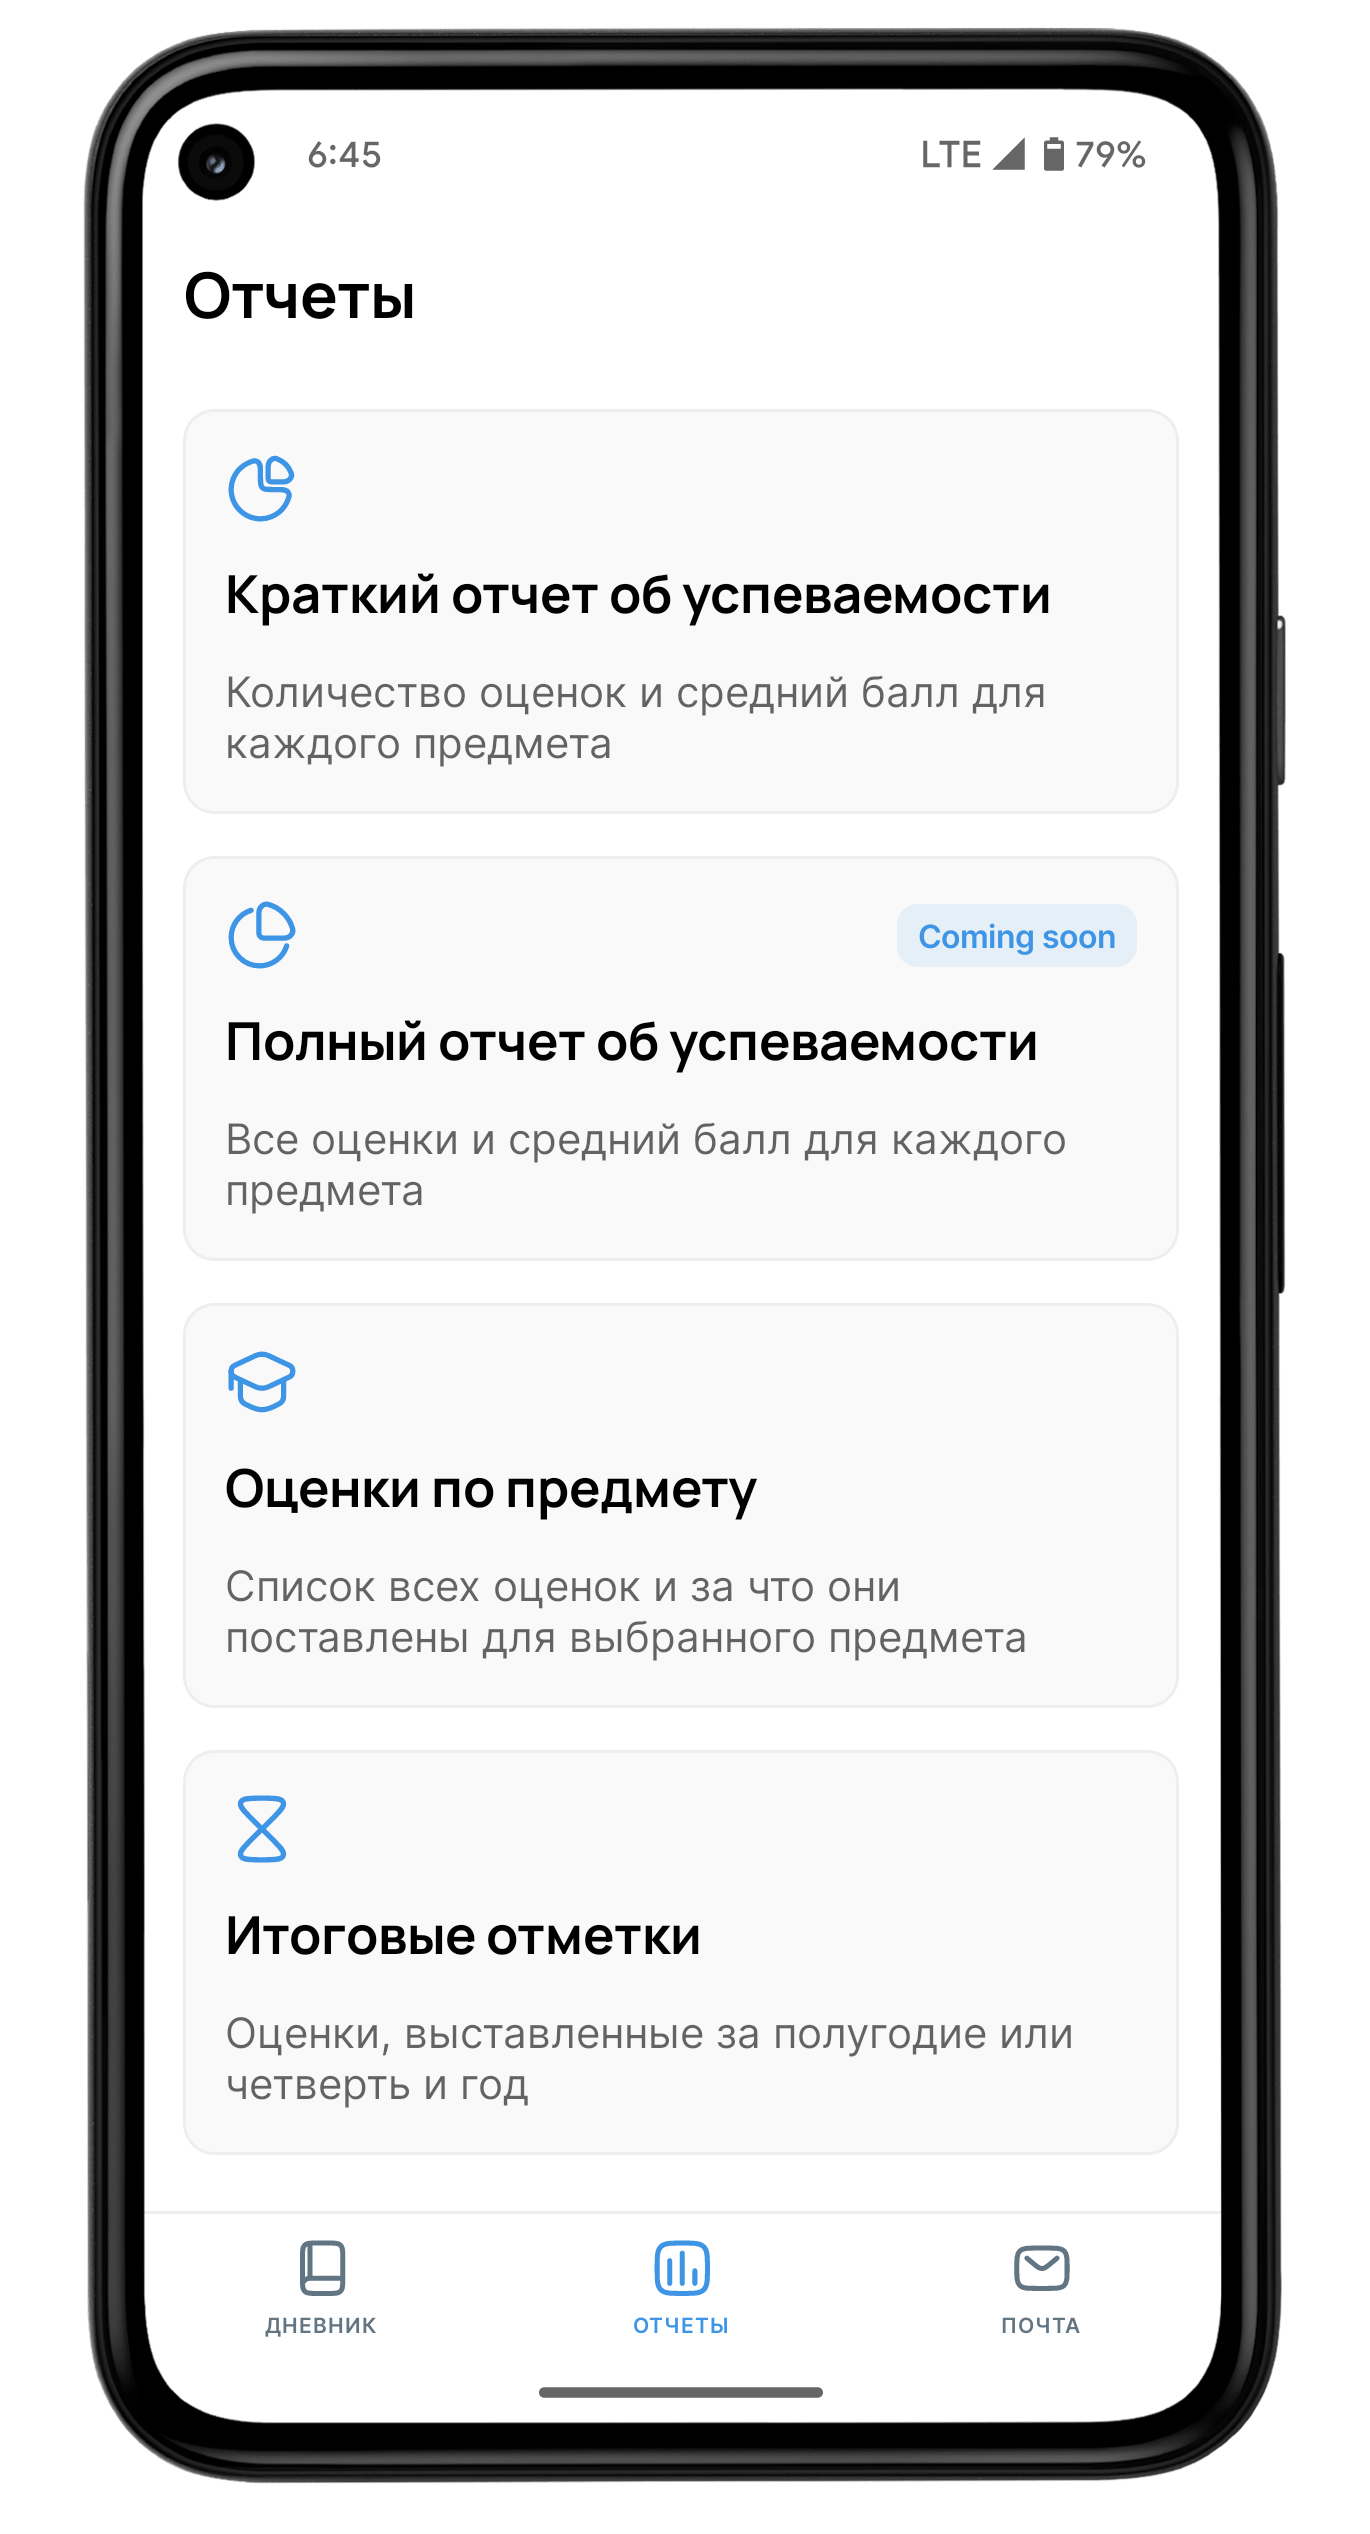 6:45
LTE 79%
Отчеты
Краткий отчет об успеваемости
Количество оценок и средний балл для
каждого предмета
Coming soon
Полный отчет об успеваемости
Все оценки и средний балл для каждого
предмета
Оценки по предмету
Список всех оценок и за что они
поставлены для выбранного предмета
Итоговые отметки
Оценки, выставленные за полугодие или
четверть и год
ДНЕВНИК
ОТЧЕТЫ
ПОЧТА